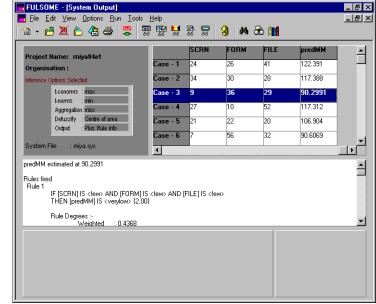 FULSOME - [System Output]
File Edit View Options Run Tools Help
SCRN FORM FILE predMM
Case - 1 24 26 41 122.391
Case - 2 34 30 28 117.388
Case - 3 9 36 29 90.2991
Case - 4 27 10 52 117.312
Case - 5 21 22 20 106.904
Case - 6 7 56 32 90.6069
Project Name: miya94a1
Organisation :
Inference Options Selected
t-conorms : max
t-norms : min
Aggregation : max
Defuzzify : Centre of area
Output : Plus Rule info
System File : miya.sys
predMM estimated at 90.2991
Rules fired
Rule 1
IF [SCRN] IS <few> AND [FORM] IS <few> AND [FILE] IS <few>
THEN [predMM] IS <verylow> (2.00)
Rule Degrees :-
Weighted : 0.4368